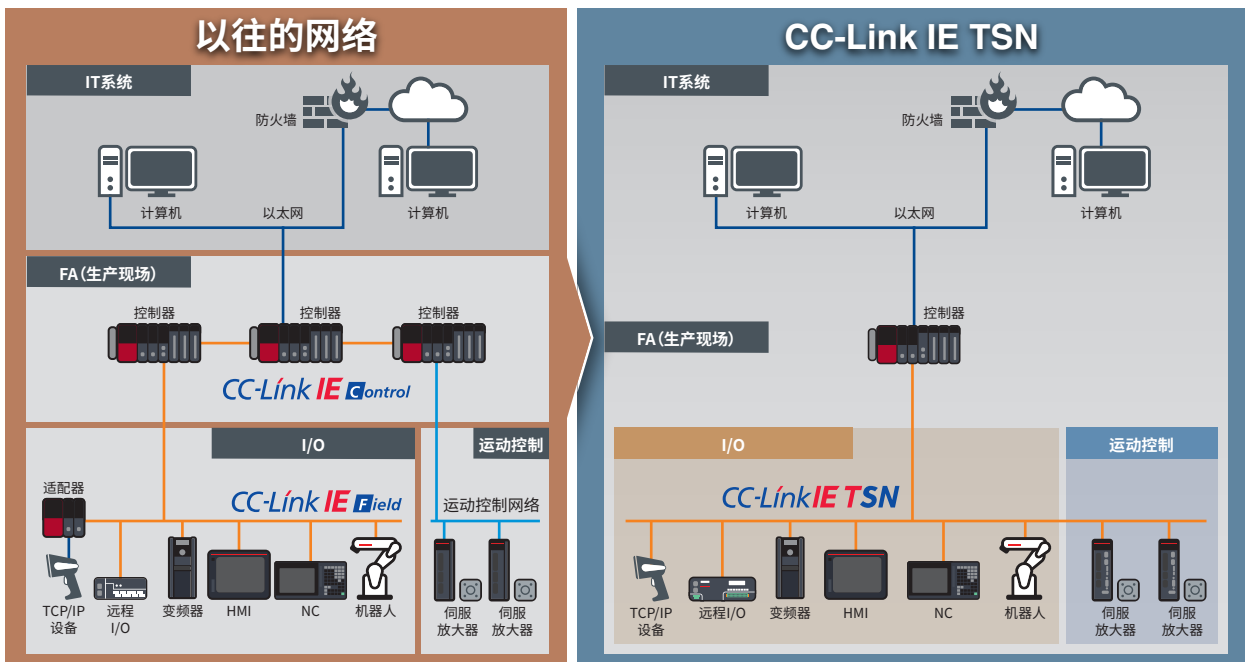 以往的网络
IT系统
防火墙
计算机
以太网
计算机
FA（生产现场）
控制器
控制器
控制器
CC-Link IE Control
I/O
运动控制
适配器
CC-Link IE Field
运动控制网络
TCP/IP
设备
远程
I/O
变频器
HMI
NC
机器人
伺服
放大器
伺服
放大器
CC-Link IE TSN
IT系统
防火墙
计算机
以太网
计算机
控制器
FA（生产现场）
I/O
运动控制
CC-Link IE TSN
TCP/IP
设备
远程I/O
变频器
HMI
NC
机器人
伺服
放大器
伺服
放大器